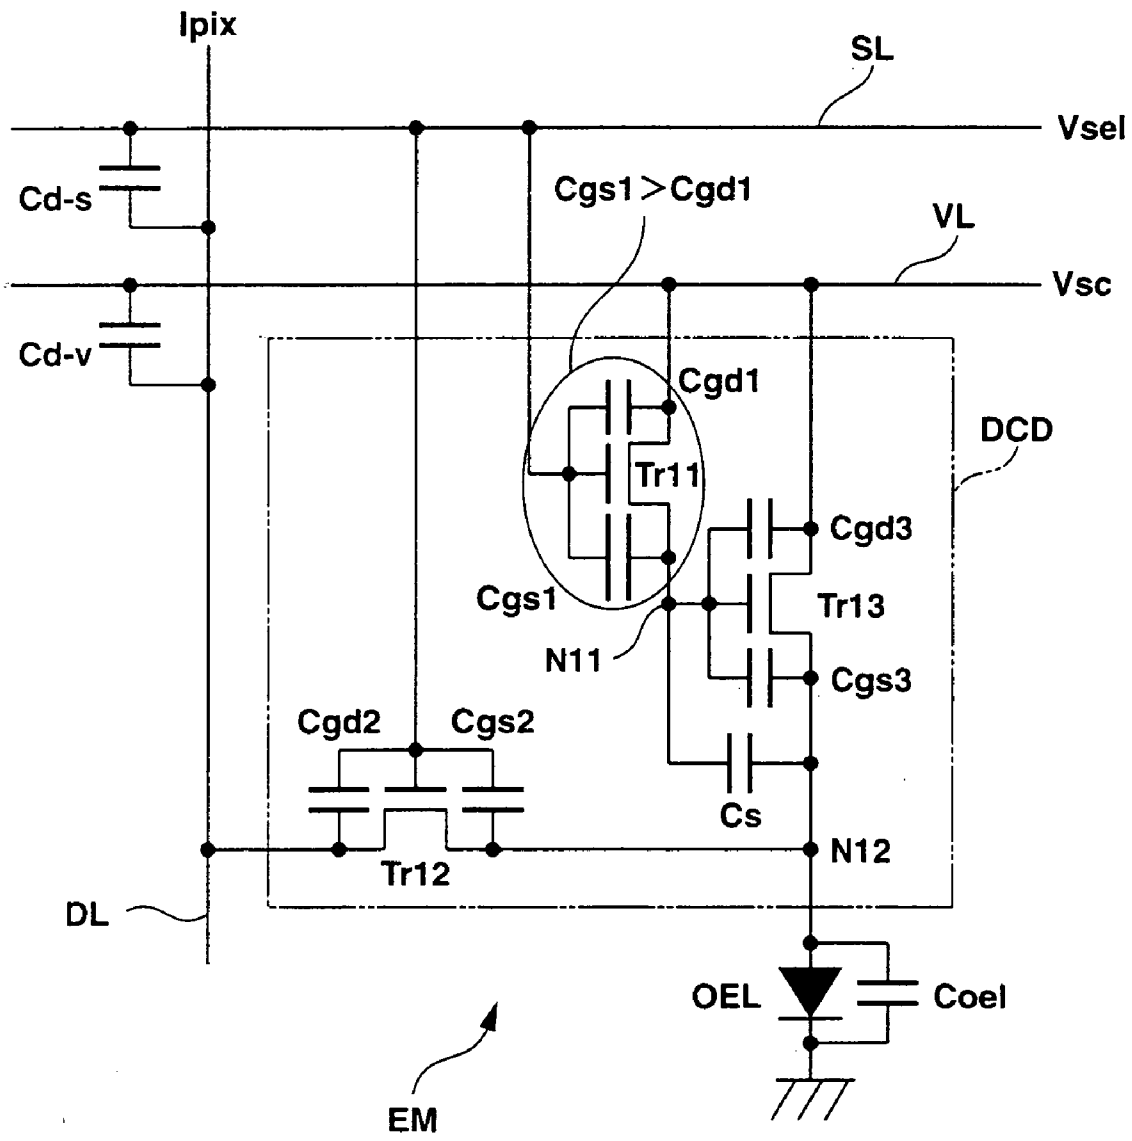 Ipix
SL
Vsel
Cd-s
Cgs1>Cgd1
VL
Vsc
Cd-v
Cgd1
DCD
Tr11
Cgd3
Cgs1
Tr13
N11
Cgs3
Cgd2
Cgs2
Cs
Tr12
N12
DL
OEL
Coel
EM